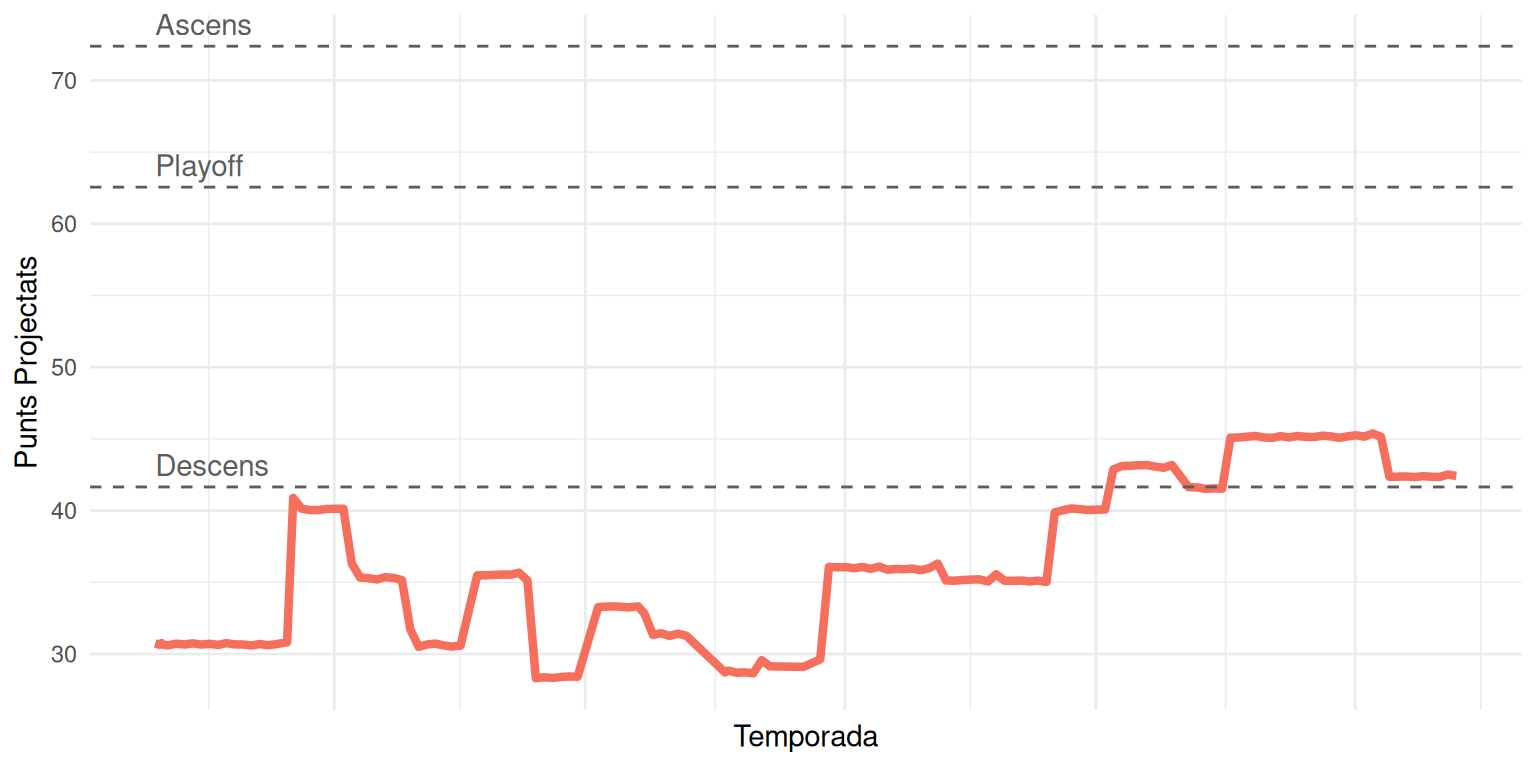 Ascens
70
Playoff
60
Punts Projectats
50
Descens
40
30
Temporada